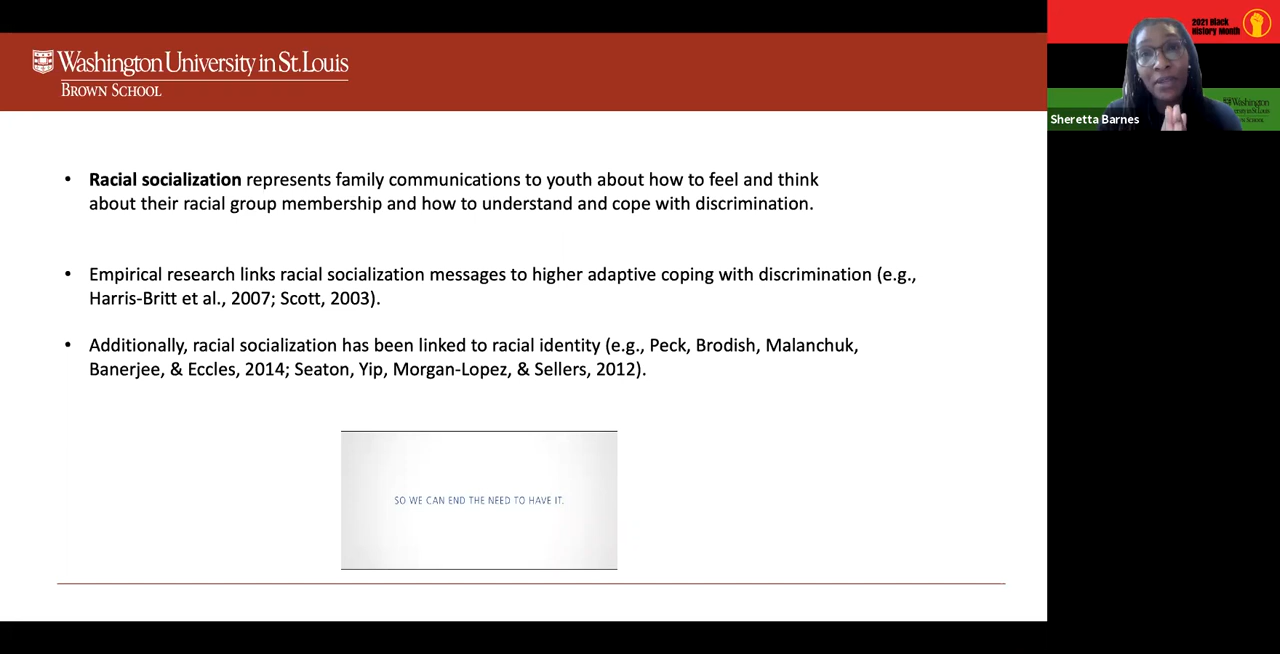 Washington University in St. Louis
BROWN SCHOOL
• Racial socialization represents family communications to youth about how to feel and think
about their racial group membership and how to understand and cope with discrimination.
• Empirical research links racial socialization messages to higher adaptive coping with discrimination (e.g.,
Harris-Britt et al., 2007; Scott, 2003).
• Additionally, racial socialization has been linked to racial identity (e.g., Peck, Brodish, Malanchuk,
Banerjee, & Eccles, 2014; Seaton, Yip, Morgan-Lopez, & Sellers, 2012).
SO WE CAN END THE NEED TO HAVE IT.
2021 Black
History Month
Washington
Sheretta Barnes